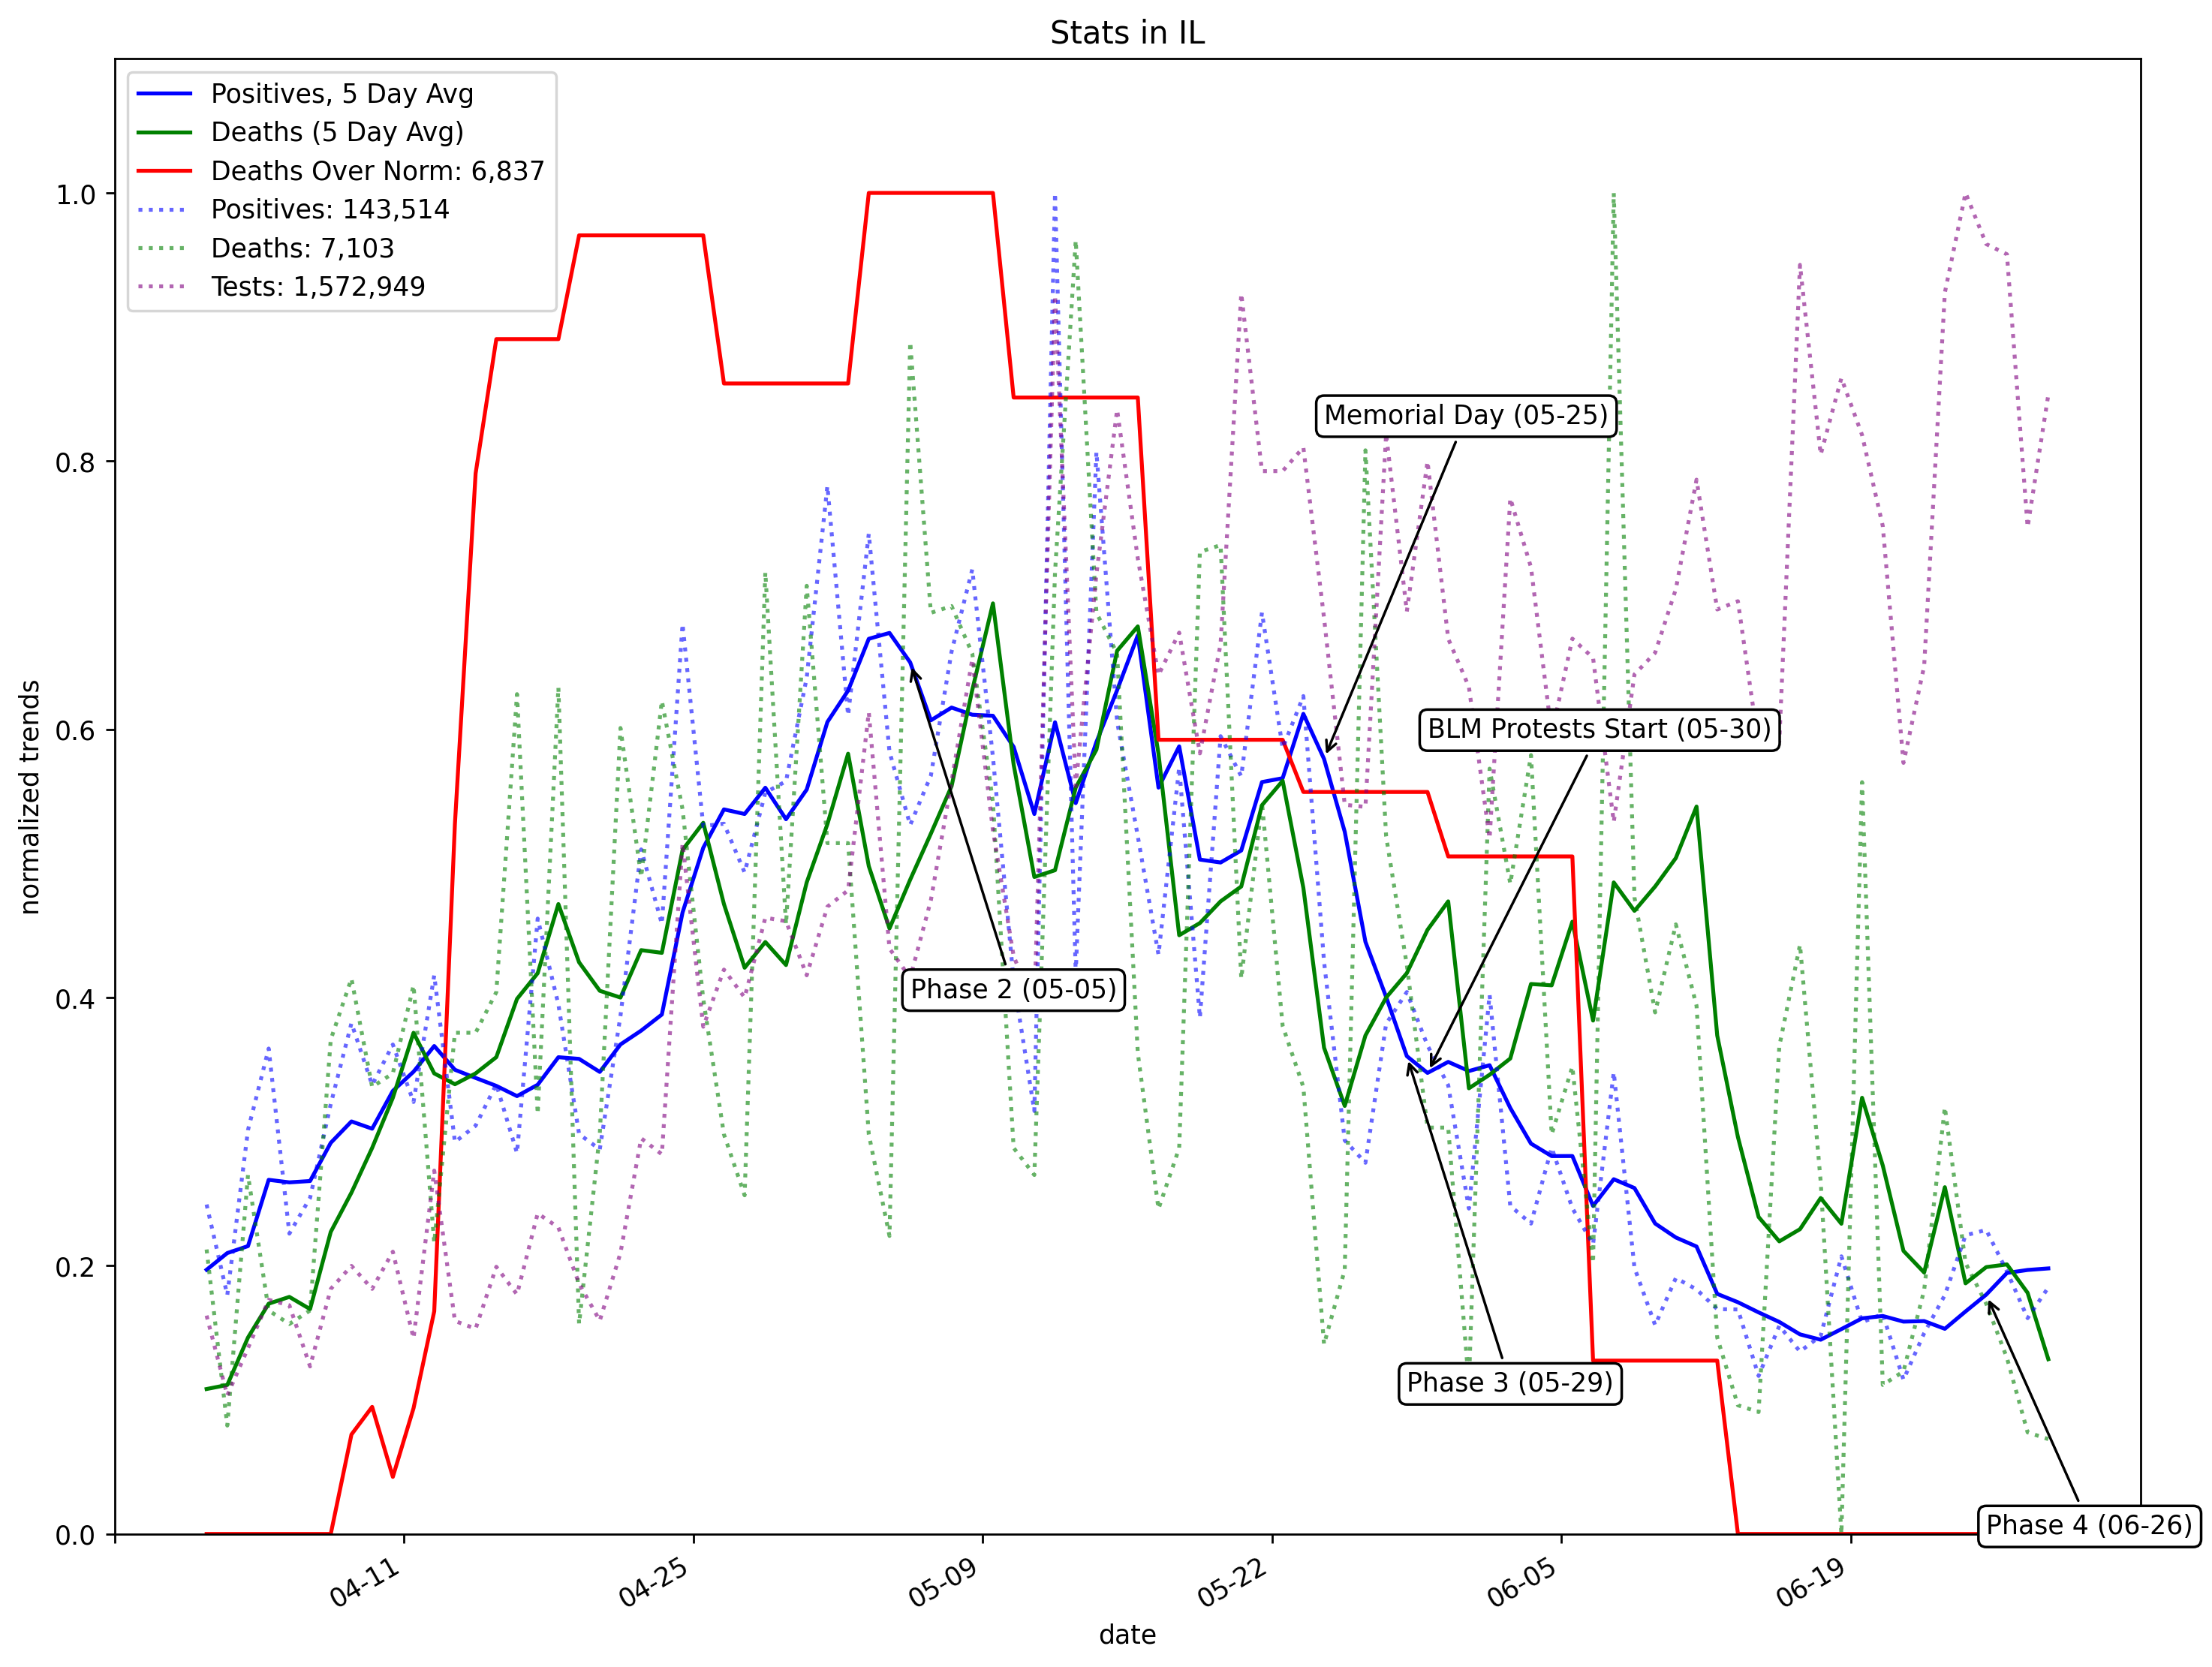 Stats in IL
Positives, 5 Day Avg
Deaths (5 Day Avg)
Deaths Over Norm: 6,837
Positives: 143,514
Deaths: 7,103
Tests: 1,572,949
1.0
0.8
0.6
0.4
0.2
0.0
normalized trends
Memorial Day (05-25)
BLM Protests Start (05-30)
Phase 2 (05-05)
Phase 3 (05-29)
Phase 4 (06-26)
04-11
04-25
05-09
05-22
06-05
06-19
date